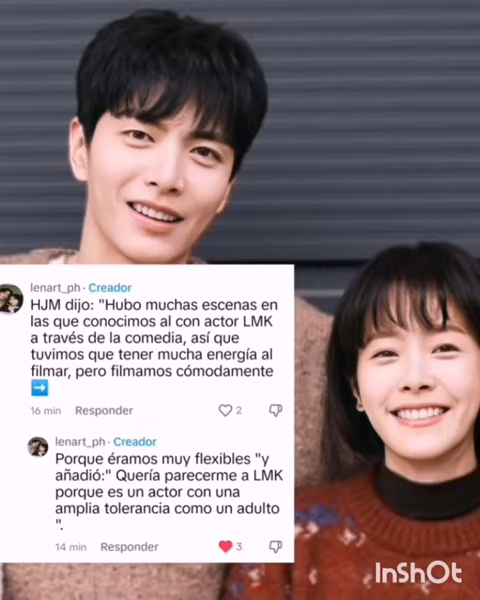 lenart_ph · Creador
HJM dijo: "Hubo muchas escenas en
las que conocimos al con actor LMK
a través de la comedia, así que
tuvimos que tener mucha energía al
filmar, pero filmamos cómodamente
➡️
16 min Responder 2
lenart_ph · Creador
Porque éramos muy flexibles "y
añadió:" Quería parecerme a LMK
porque es un actor con una
amplia tolerancia como un adulto
".
14 min Responder 3
InShOt